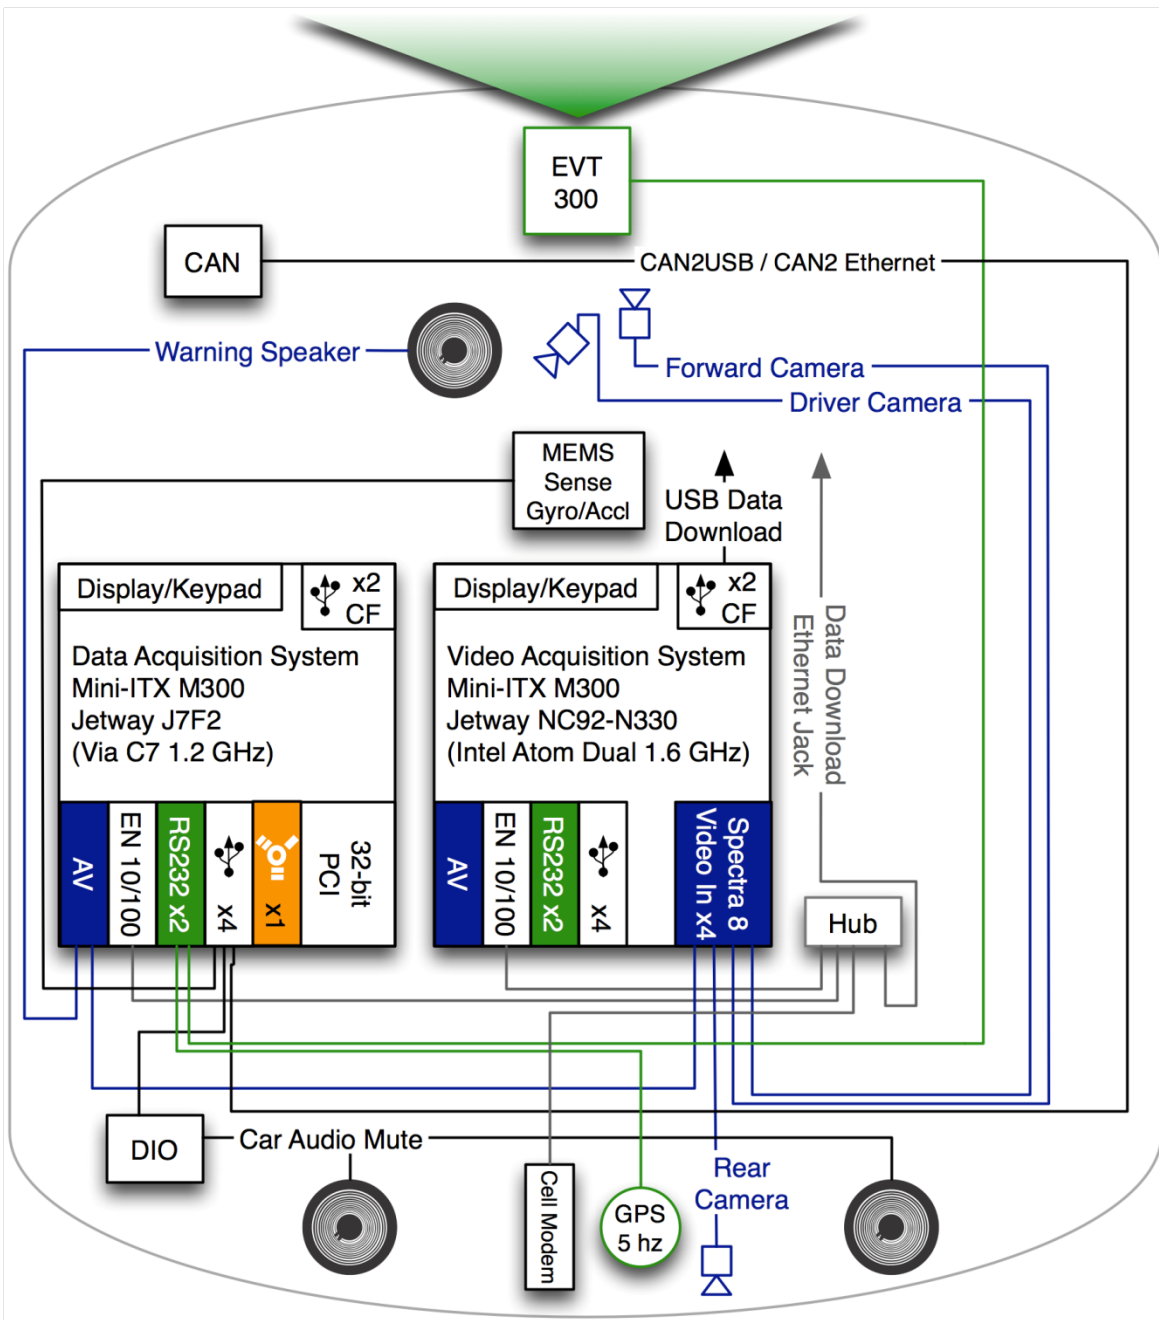 EVT
300
CAN
CAN2USB / CAN2 Ethernet
Warning Speaker
Forward Camera
Driver Camera
MEMS
Sense
Gyro/Accl
USB Data
Download
Data Download
Ethernet Jack
Display/Keypad
x2
CF
Data Acquisition System
Mini-ITX M300
Jetway J7F2
(Via C7 1.2 GHz)
AV
EN 10/100
RS232 x2
x4
x1
32-bit
PCI
Display/Keypad
x2
CF
Video Acquisition System
Mini-ITX M300
Jetway NC92-N330
(Intel Atom Dual 1.6 GHz)
AV
EN 10/100
RS232 x2
x4
Spectra 8
Video In x4
Hub
DIO
Car Audio Mute
Cell Modem
GPS
5 hz
Rear
Camera